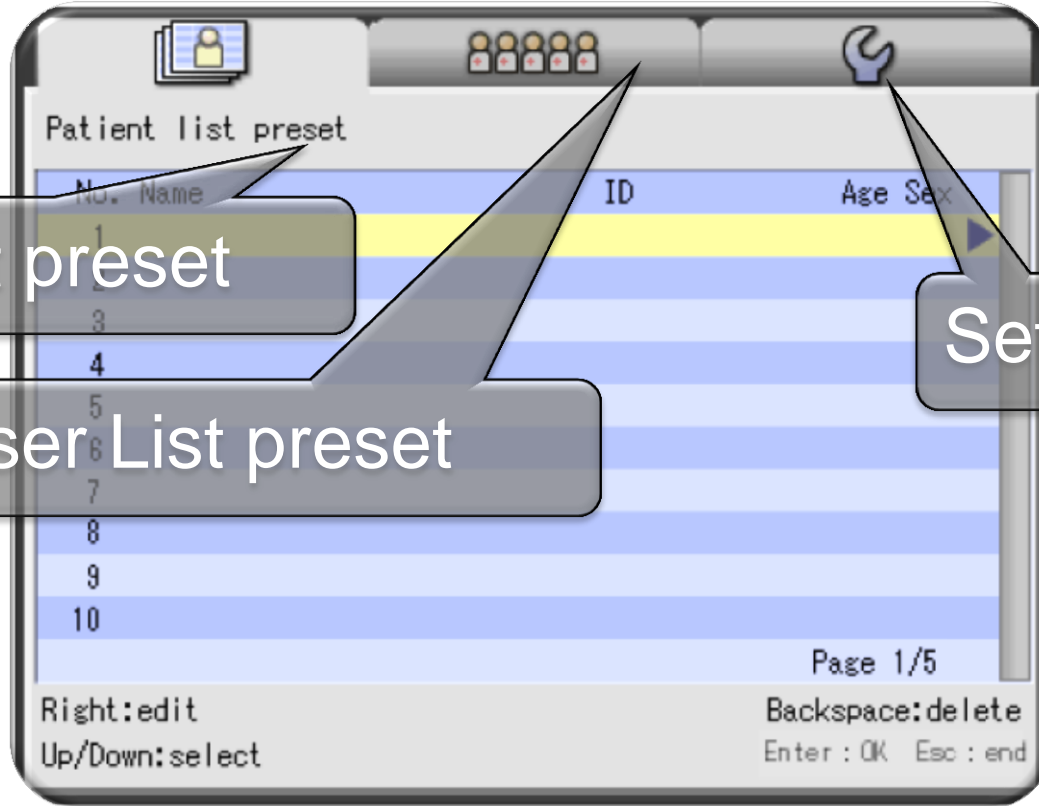 Patient list preset
No. Name ID Age Sex
1
preset
2
3
Set
4
5
ser List preset
6
7
8
9
10
Page 1/5
Right:edit Backspace:delete
Up/Down:select Enter:OK Esc:end